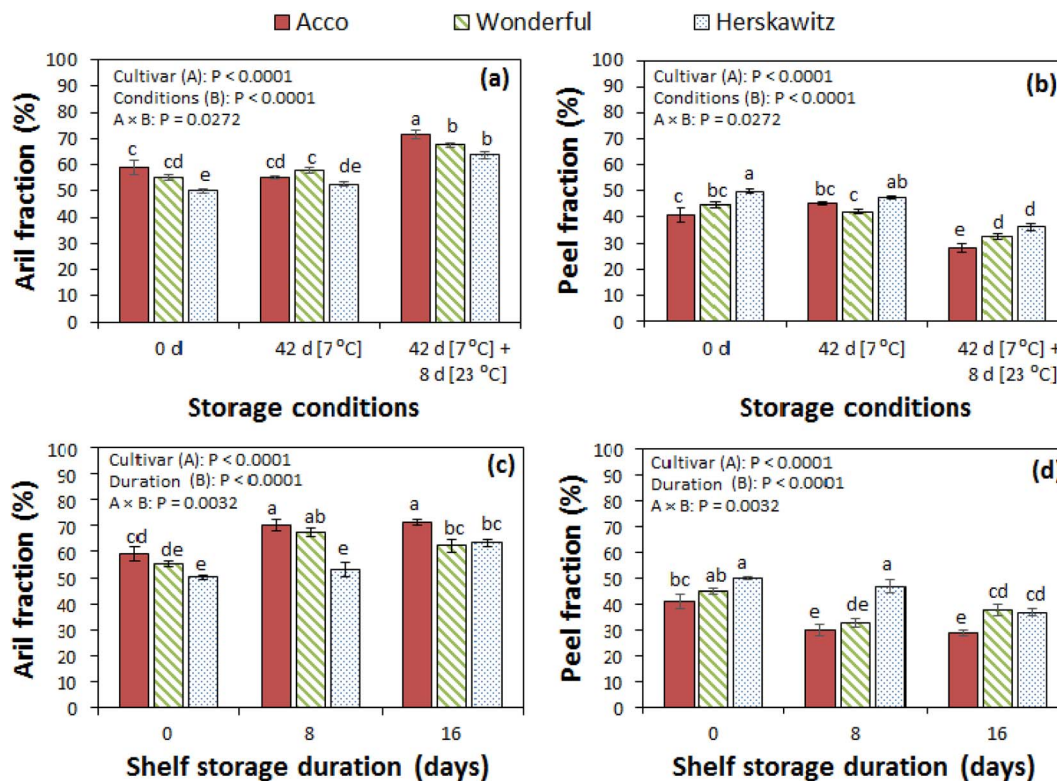 Acco Wonderful Herskawitz
100
90
80
70
60
50
40
30
20
10
0
Aril fraction (%)
Cultivar (A): P < 0.0001
Conditions (B): P < 0.0001
A × B: P = 0.0272
(a)
c cd e cd c de a b b
0 d 42 d [7 °C] 42 d [7 °C] +
8 d [23 °C]
Storage conditions
100
90
80
70
60
50
40
30
20
10
0
Peel fraction (%)
Cultivar (A): P < 0.0001
Conditions (B): P < 0.0001
A × B: P = 0.0272
(b)
c bc a bc c ab e d d
0 d 42 d [7 °C] 42 d [7 °C] +
8 d [23 °C]
Storage conditions
100
90
80
70
60
50
40
30
20
10
0
Aril fraction (%)
Cultivar (A): P < 0.0001
Duration (B): P < 0.0001
A × B: P = 0.0032
(c)
cd de e a ab e a bc bc
0 8 16
Shelf storage duration (days)
100
90
80
70
60
50
40
30
20
10
0
Peel fraction (%)
Cultivar (A): P < 0.0001
Duration (B): P < 0.0001
A × B: P = 0.0032
(d)
bc ab a e de a e cd cd
0 8 16
Shelf storage duration (days)